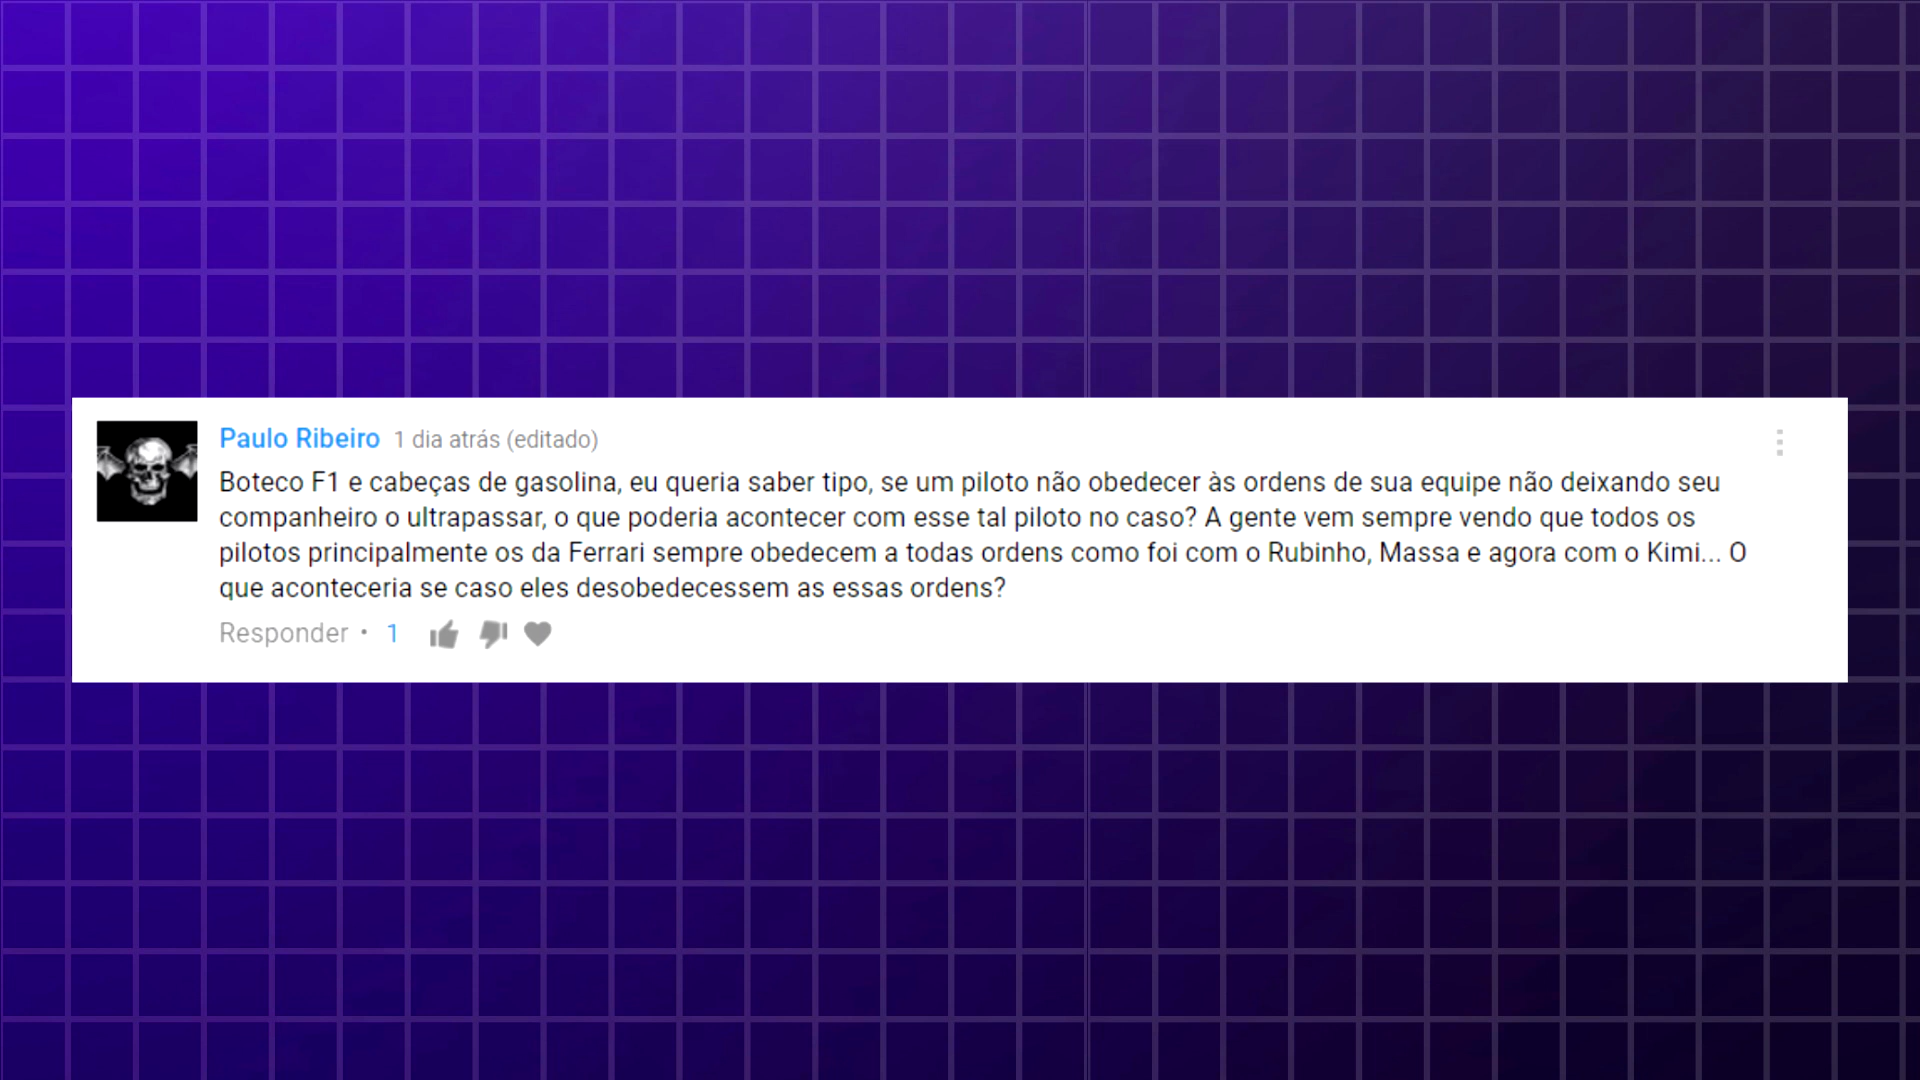 Paulo Ribeiro 1 dia atrás (editado)
Boteco F1 e cabeças de gasolina, eu queria saber tipo, se um piloto não obedecer às ordens de sua equipe não deixando seu
companheiro o ultrapassar, o que poderia acontecer com esse tal piloto no caso? A gente vem sempre vendo que todos os
pilotos principalmente os da Ferrari sempre obedecem a todas ordens como foi com o Rubinho, Massa e agora com o Kimi... O
que aconteceria se caso eles desobedecessem as essas ordens?
Responder • 1